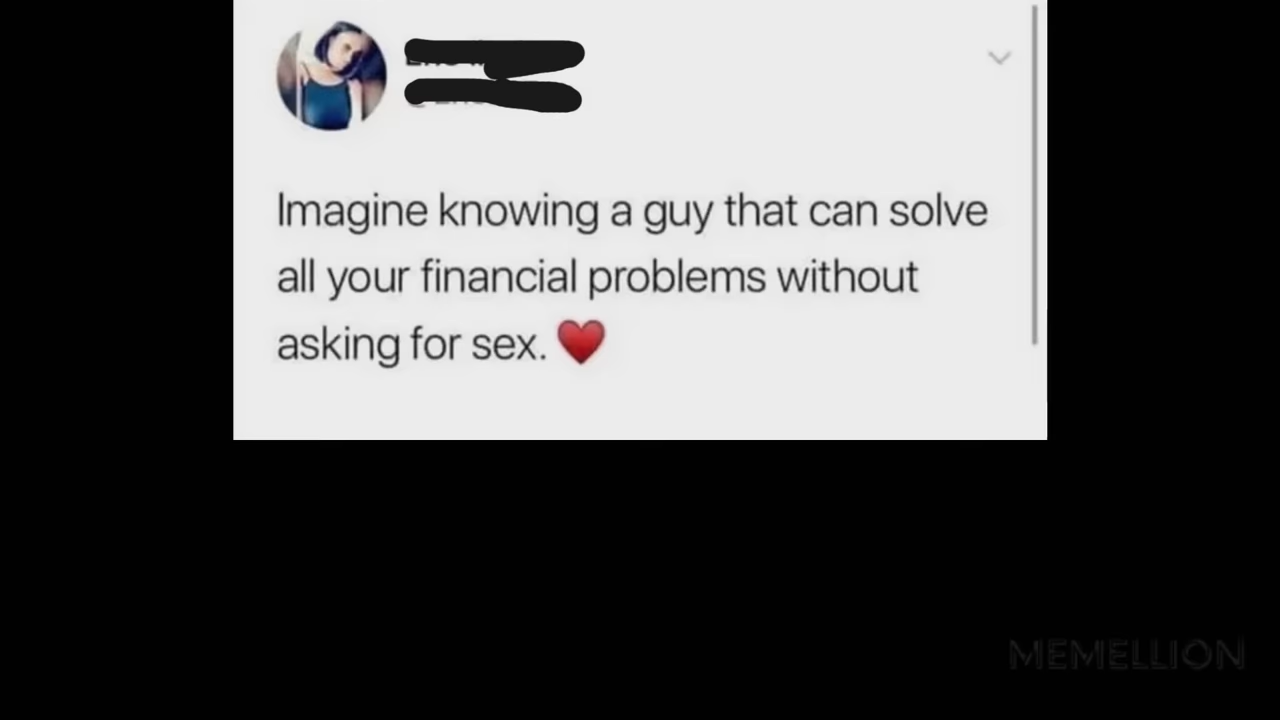 Imagine knowing a guy that can solve
all your financial problems without
asking for sex. ♥️
MEMELLION